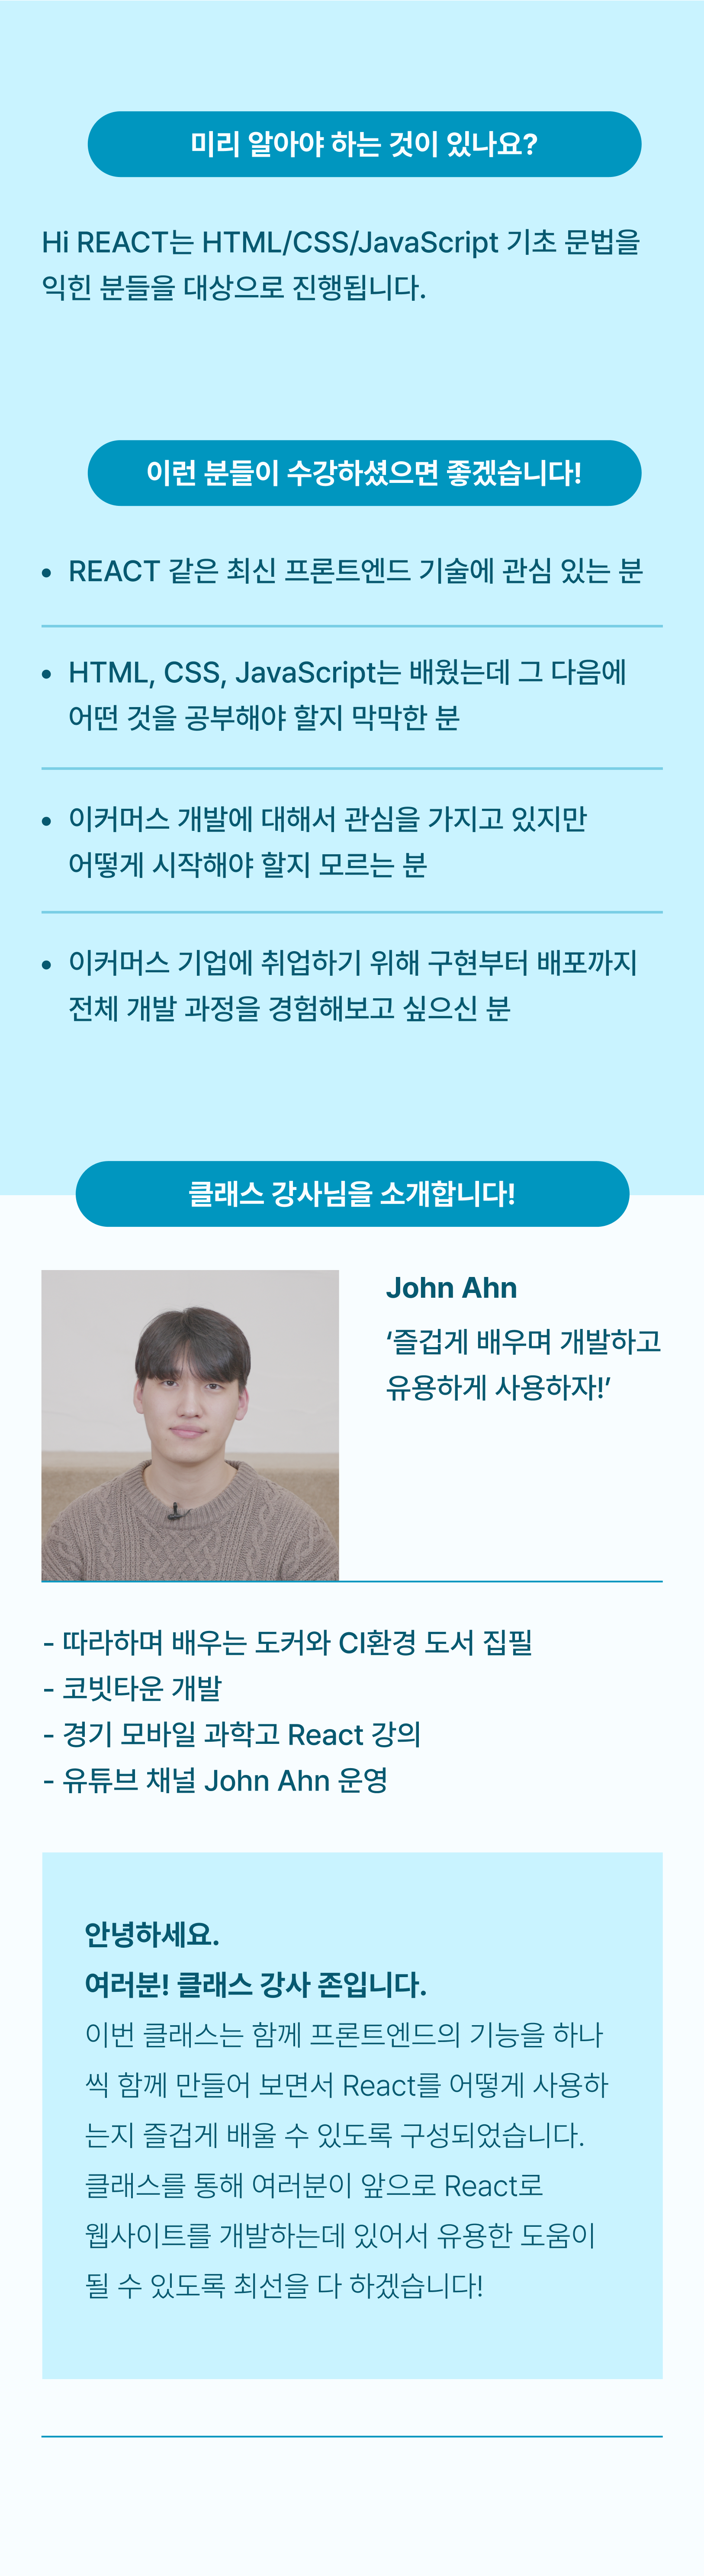 미리 알아야 하는 것이 있나요?
Hi REACT는 HTML/CSS/JavaScript 기초 문법을
익힌 분들을 대상으로 진행됩니다.
이런 분들이 수강하셨으면 좋겠습니다!
• REACT 같은 최신 프론트엔드 기술에 관심 있는 분
• HTML, CSS, JavaScript는 배웠는데 그 다음에
어떤 것을 공부해야 할지 막막한 분
• 이커머스 개발에 대해서 관심을 가지고 있지만
어떻게 시작해야 할지 모르는 분
• 이커머스 기업에 취업하기 위해 구현부터 배포까지
전체 개발 과정을 경험해보고 싶으신 분
클래스 강사님을 소개합니다!
John Ahn
‘즐겁게 배우며 개발하고
유용하게 사용하자!’
- 따라하며 배우는 도커와 CI환경 도서 집필
- 코빗타운 개발
- 경기 모바일 과학고 React 강의
- 유튜브 채널 John Ahn 운영
안녕하세요.
여러분! 클래스 강사 존입니다.
이번 클래스는 함께 프론트엔드의 기능을 하나
씩 함께 만들어 보면서 React를 어떻게 사용하
는지 즐겁게 배울 수 있도록 구성되었습니다.
클래스를 통해 여러분이 앞으로 React로
웹사이트를 개발하는데 있어서 유용한 도움이
될 수 있도록 최선을 다 하겠습니다!